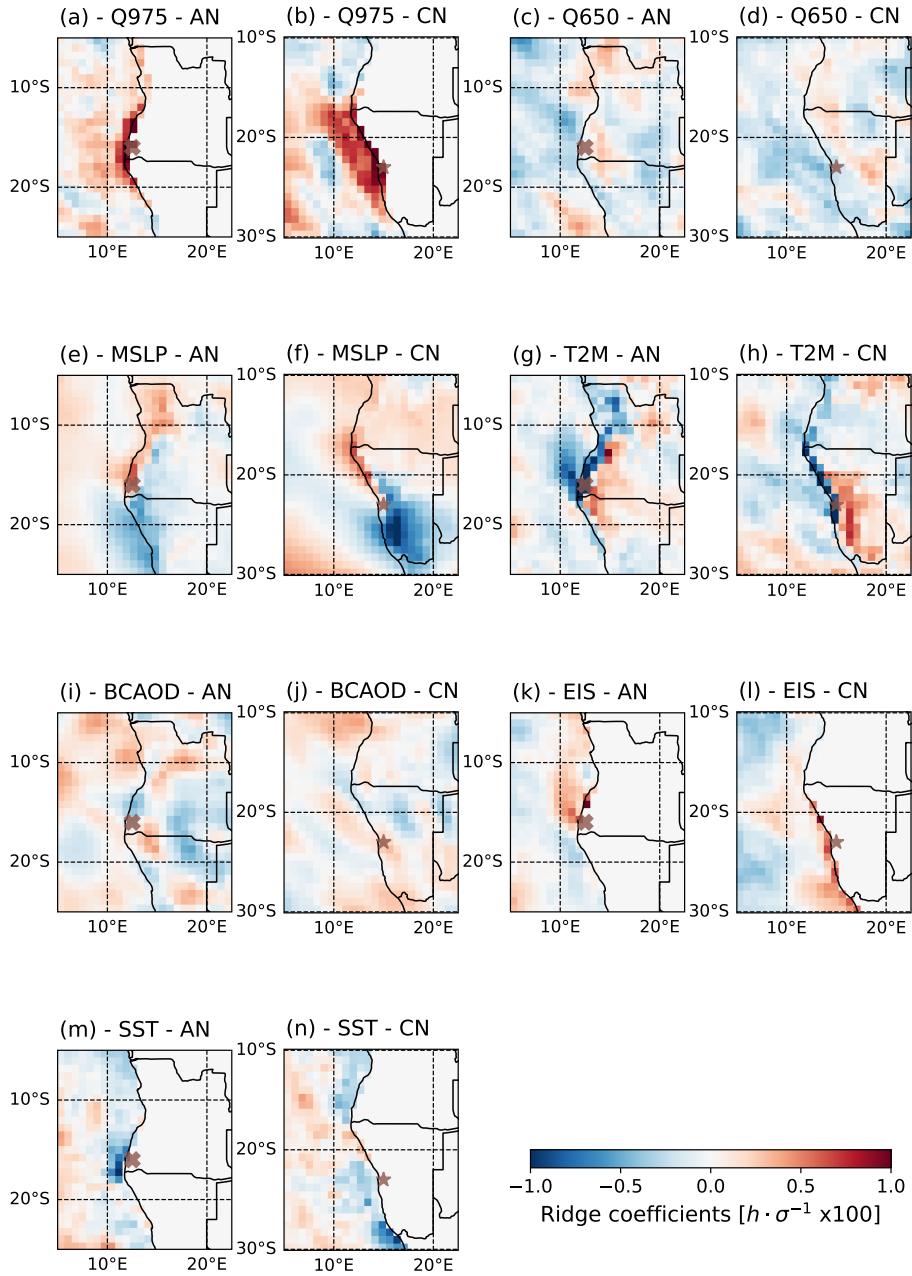 (a) - Q975 - AN
(b) - Q975 - CN
(c) - Q650 - AN
(d) - Q650 - CN
10°S
20°S
10°E
20°E
10°S
20°S
30°S
10°E
20°E
10°S
20°S
10°E
20°E
10°S
20°S
30°S
10°E
20°E
(e) - MSLP - AN
(f) - MSLP - CN
(g) - T2M - AN
(h) - T2M - CN
10°S
20°S
10°E
20°E
10°S
20°S
30°S
10°E
20°E
10°S
20°S
10°E
20°E
10°S
20°S
30°S
10°E
20°E
(i) - BCAOD - AN
(j) - BCAOD - CN
(k) - EIS - AN
(l) - EIS - CN
10°S
20°S
10°E
20°E
10°S
20°S
30°S
10°E
20°E
10°S
20°S
10°E
20°E
10°S
20°S
30°S
10°E
20°E
(m) - SST - AN
(n) - SST - CN
10°S
20°S
10°E
20°E
10°S
20°S
30°S
10°E
20°E
−1.0 −0.5 0.0 0.5 1.0
Ridge coefficients [h · σ⁻¹ x100]